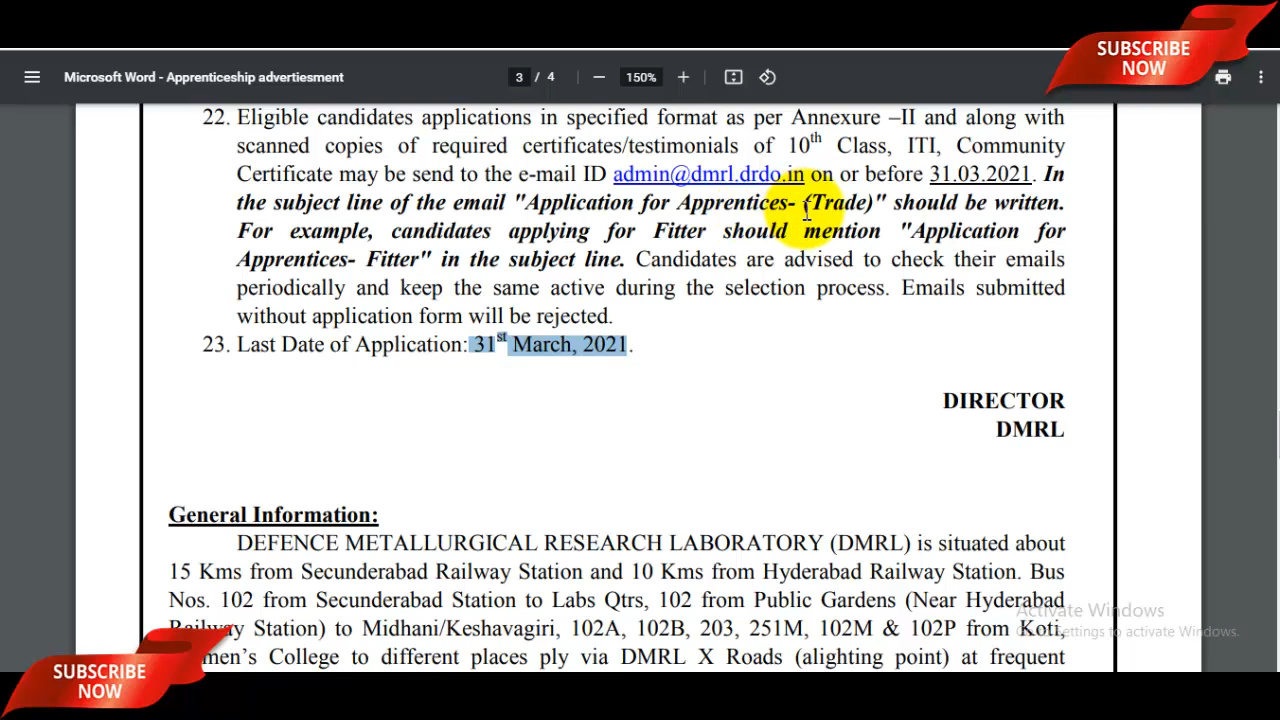 SUBSCRIBE
NOW
Microsoft Word - Apprenticeship advertiesment
3 / 4
150%
22. Eligible candidates applications in specified format as per Annexure –II and along with
scanned copies of required certificates/testimonials of 10th Class, ITI, Community
Certificate may be send to the e-mail ID admin@dmrl.drdo.in on or before 31.03.2021. In
the subject line of the email "Application for Apprentices- (Trade)" should be written.
For example, candidates applying for Fitter should mention "Application for
Apprentices- Fitter" in the subject line. Candidates are advised to check their emails
periodically and keep the same active during the selection process. Emails submitted
without application form will be rejected.
23. Last Date of Application: 31st March, 2021.
DIRECTOR
DMRL
General Information:
DEFENCE METALLURGICAL RESEARCH LABORATORY (DMRL) is situated about
15 Kms from Secunderabad Railway Station and 10 Kms from Hyderabad Railway Station. Bus
Nos. 102 from Secunderabad Station to Labs Qtrs, 102 from Public Gardens (Near Hyderabad
Railway Station) to Midhani/Keshavagiri, 102A, 102B, 203, 251M, 102M & 102P from Koti,
men's College to different places ply via DMRL X Roads (alighting point) at frequent
Activate Windows
Go to Settings to activate Windows.
SUBSCRIBE
NOW